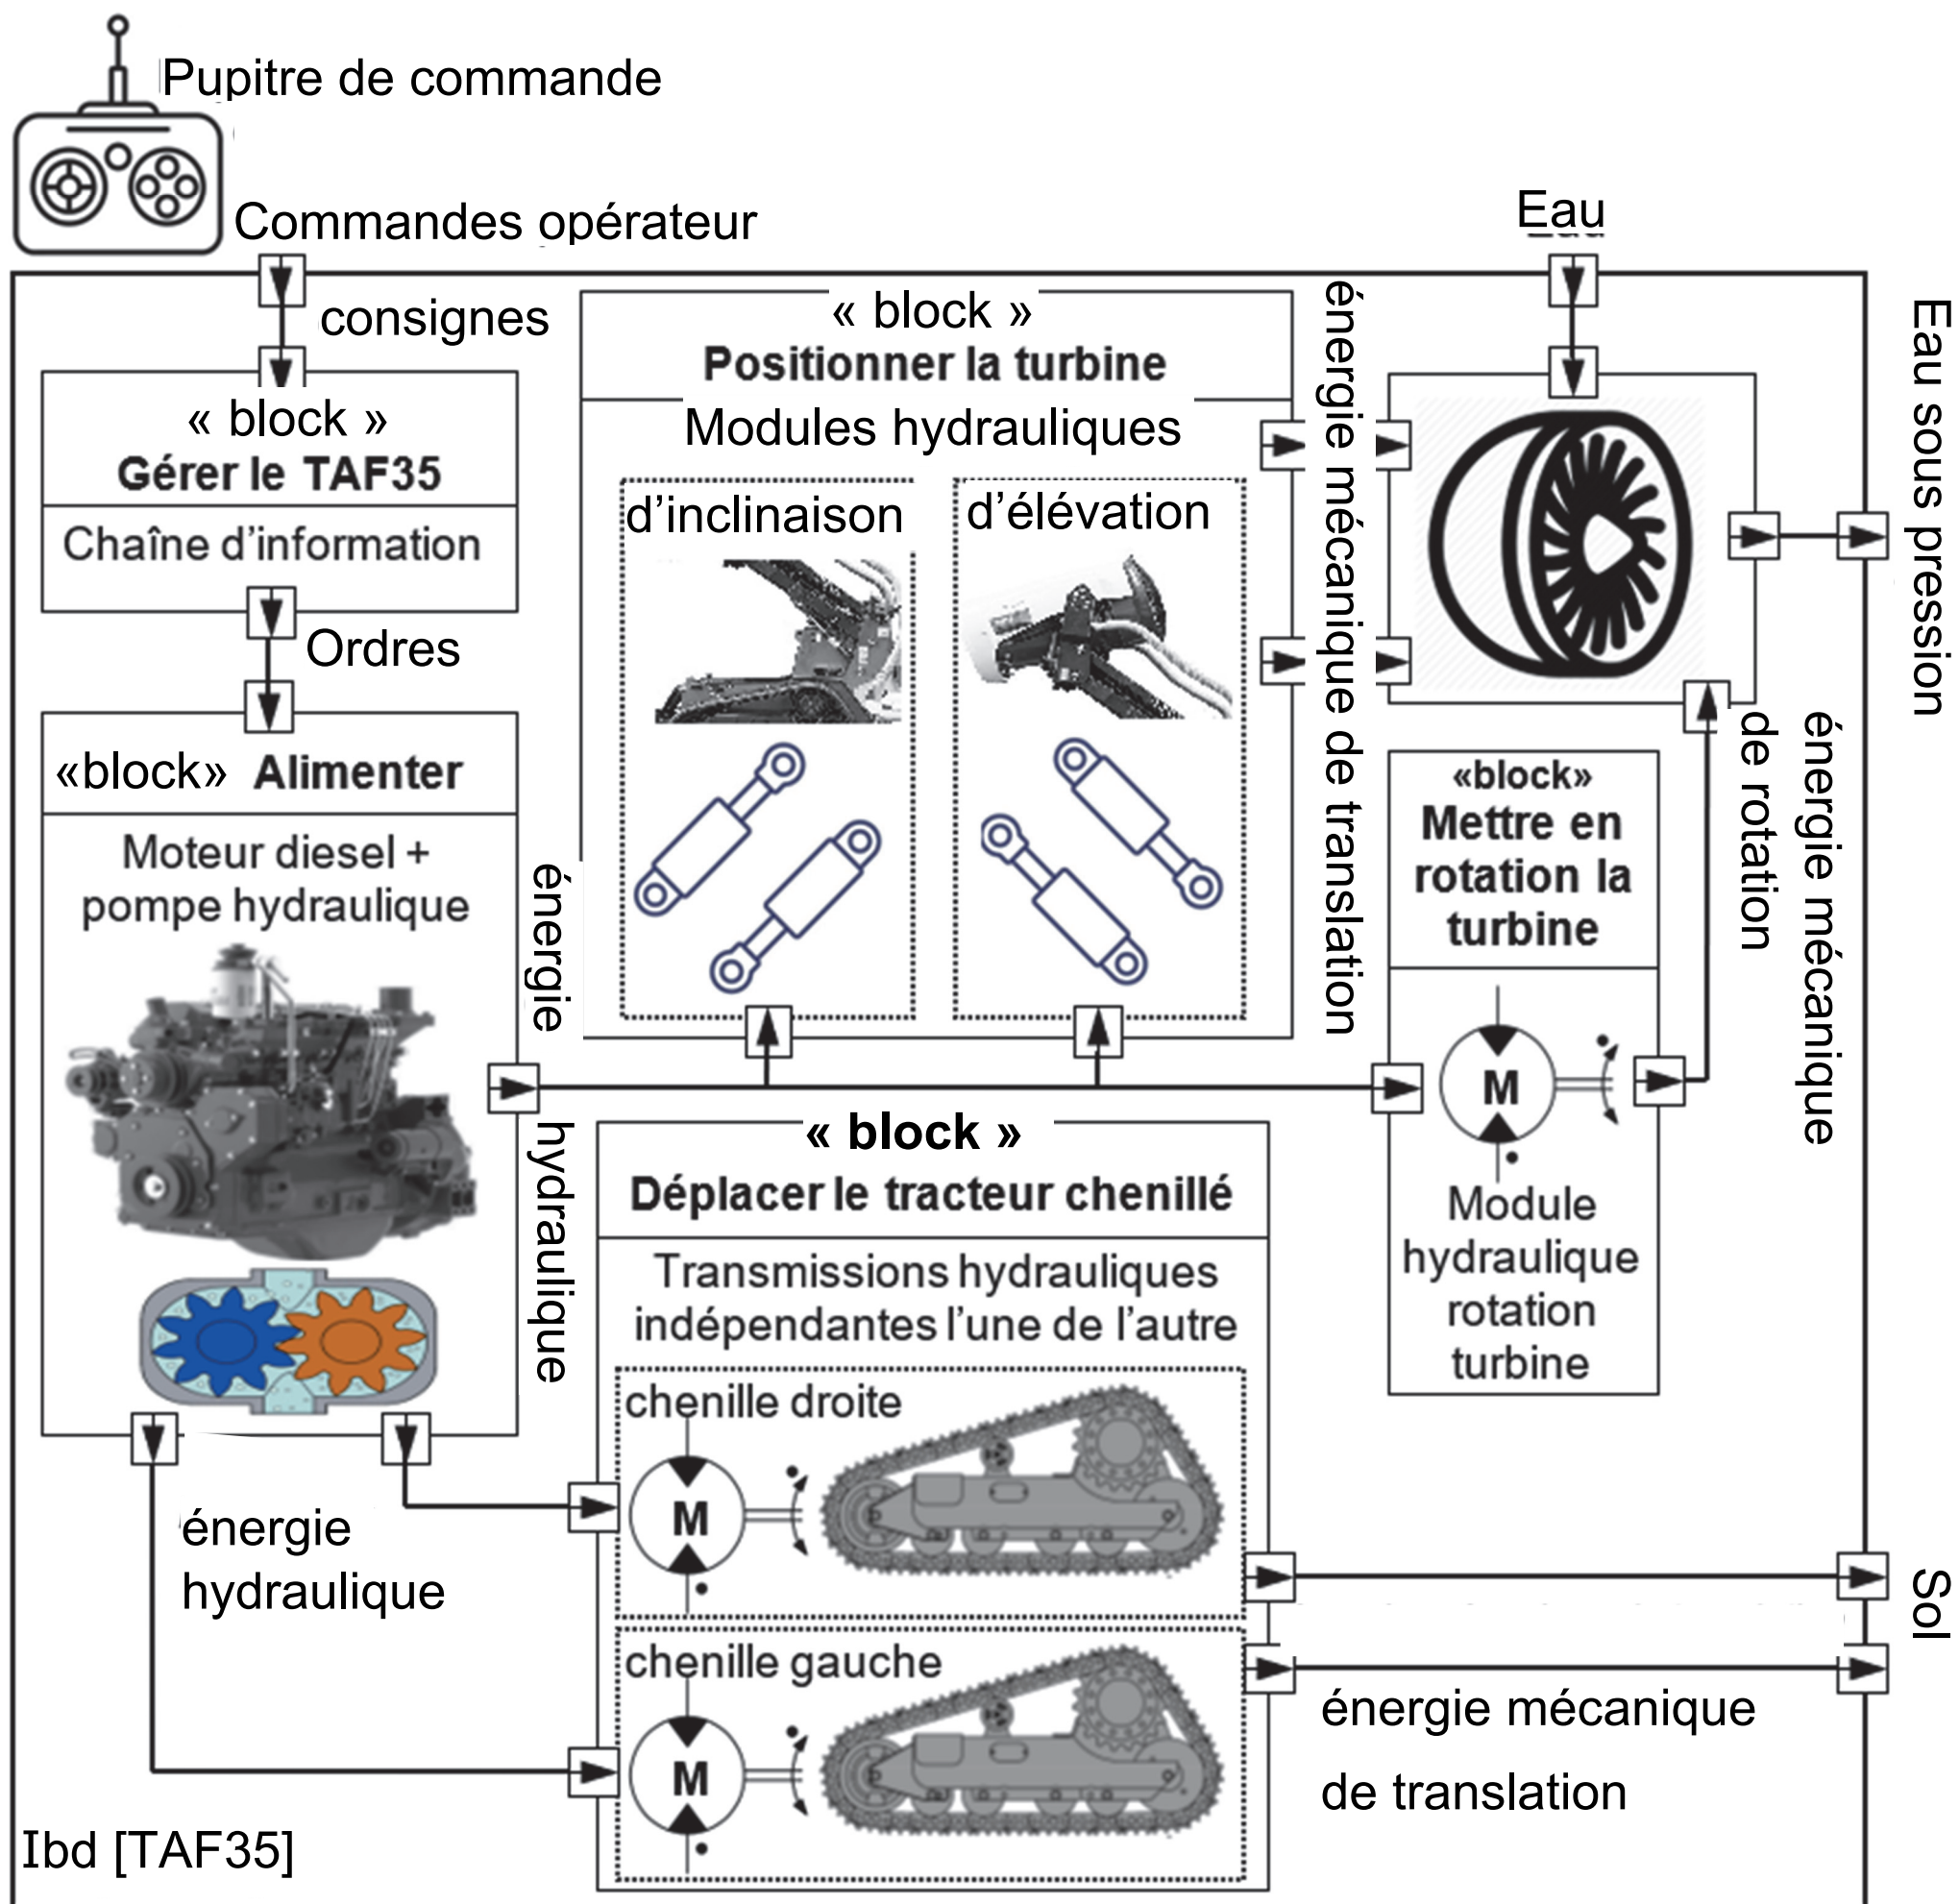 Pupitre de commande
Commandes opérateur
Eau
consignes
« block »
Gérer le TAF35
Chaîne d'information
Ordres
«block» Alimenter
Moteur diesel +
pompe hydraulique
énergie
hydraulique
« block »
Positionner la turbine
Modules hydrauliques
d'inclinaison
d'élévation
énergie mécanique de translation
Eau sous pression
énergie mécanique
de rotation
«block»
Mettre en
rotation la
turbine
M
Module
hydraulique
rotation
turbine
« block »
Déplacer le tracteur chenillé
Transmissions hydrauliques
indépendantes l'une de l'autre
chenille droite
M
chenille gauche
M
énergie
hydraulique
Sol
énergie mécanique
de translation
Ibd [TAF35]